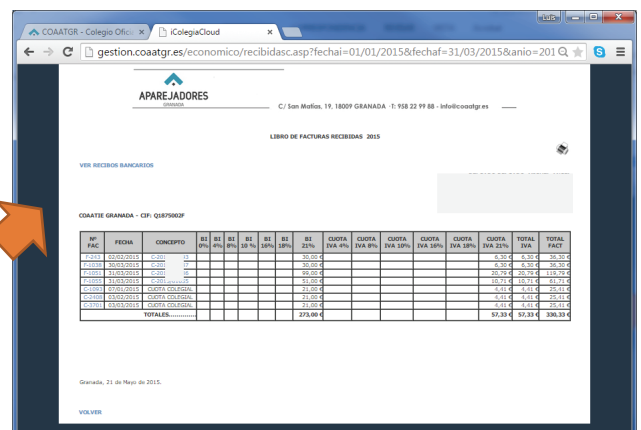 Luis
COAATGR - Colegio Oficia
iColegiaCloud
gestion.coaatgr.es/economico/recibidasc.asp?fechai=01/01/2015&fechaf=31/03/2015&anio=201
APAREJADORES
GRANADA
C/ San Matías, 19, 18009 GRANADA · T: 958 22 99 88 - info@coaatgr.es
LIBRO DE FACTURAS RECIBIDAS 2015
VER RECIBOS BANCARIOS
COAATIE GRANADA - CIF: Q1875002F
Nº FAC FECHA CONCEPTO BI 0% BI 4% BI 8% BI 10 % BI 16% BI 18% BI 21% CUOTA IVA 4% CUOTA IVA 8% CUOTA IVA 10% CUOTA IVA 16% CUOTA IVA 18% CUOTA IVA 21% TOTAL IVA TOTAL FACT
F-243 02/02/2015 C-201 30,00 € 6,30 € 6,30 € 36,30 €
F-1038 30/03/2015 C-201 30,00 € 6,30 € 6,30 € 36,30 €
F-1051 31/03/2015 C-201 99,00 € 20,79 € 20,79 € 119,79 €
F-1055 31/03/2015 51,00 € 10,71 € 10,71 € 61,71 €
C-1093 07/01/2015 CUOTA COLEGIAL 21,00 € 4,41 € 4,41 € 25,41 €
C-2408 03/02/2015 CUOTA COLEGIAL 21,00 € 4,41 € 4,41 € 25,41 €
C-3701 03/03/2015 CUOTA COLEGIAL 21,00 € 4,41 € 4,41 € 25,41 €
TOTALES............. 273,00 € 57,33 € 57,33 € 330,33 €
Granada, 21 de Mayo de 2015.
VOLVER